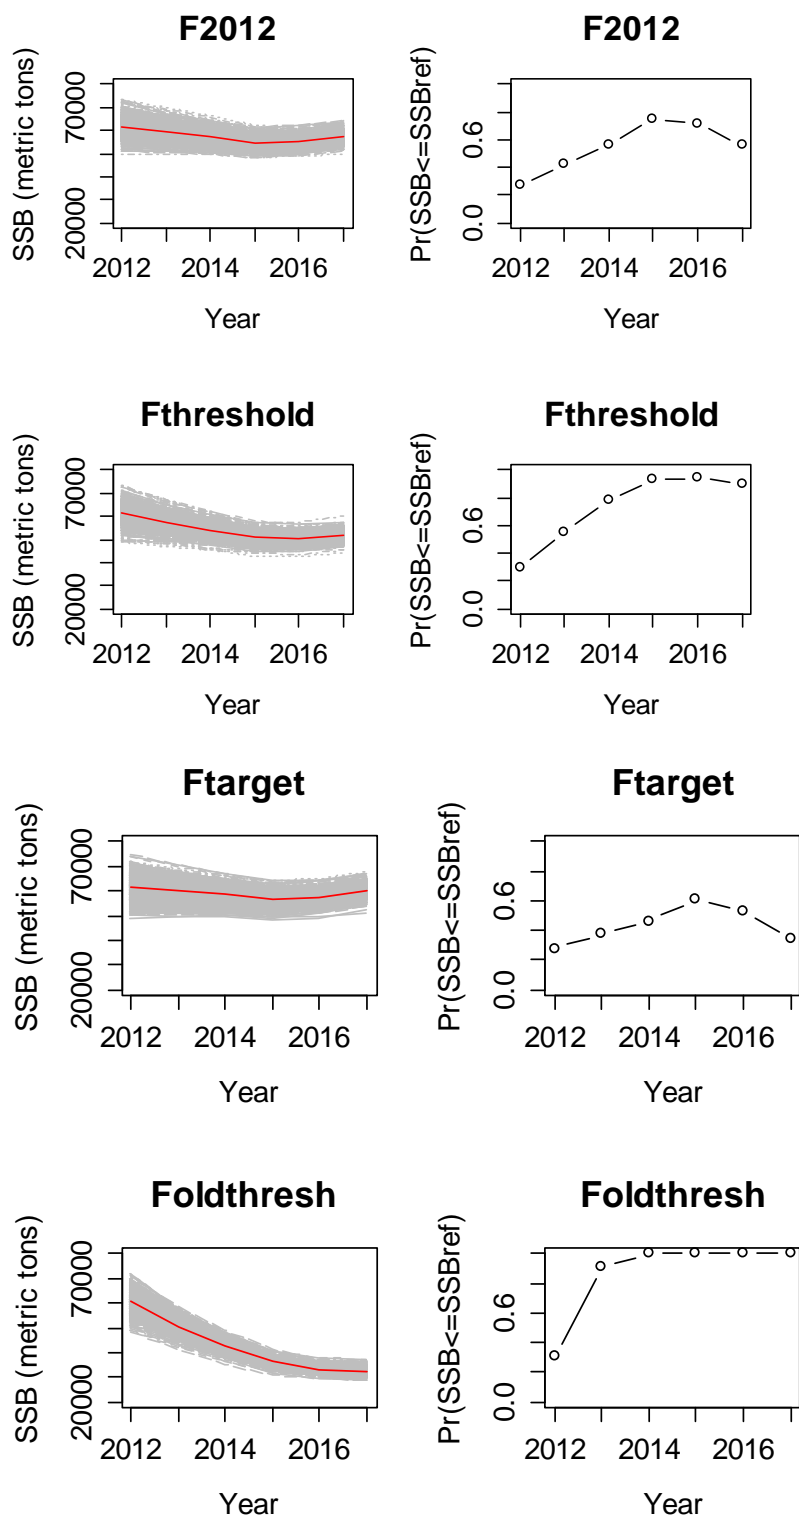 F2012
SSB (metric tons)
70000
20000
2012 2014 2016
Year
F2012
Pr(SSB<=SSBref)
0.6
0.0
2012 2014 2016
Year
Fthreshold
SSB (metric tons)
70000
20000
2012 2014 2016
Year
Fthreshold
Pr(SSB<=SSBref)
0.6
0.0
2012 2014 2016
Year
Ftarget
SSB (metric tons)
70000
20000
2012 2014 2016
Year
Ftarget
Pr(SSB<=SSBref)
0.6
0.0
2012 2014 2016
Year
Foldthresh
SSB (metric tons)
70000
20000
2012 2014 2016
Year
Foldthresh
Pr(SSB<=SSBref)
0.6
0.0
2012 2014 2016
Year